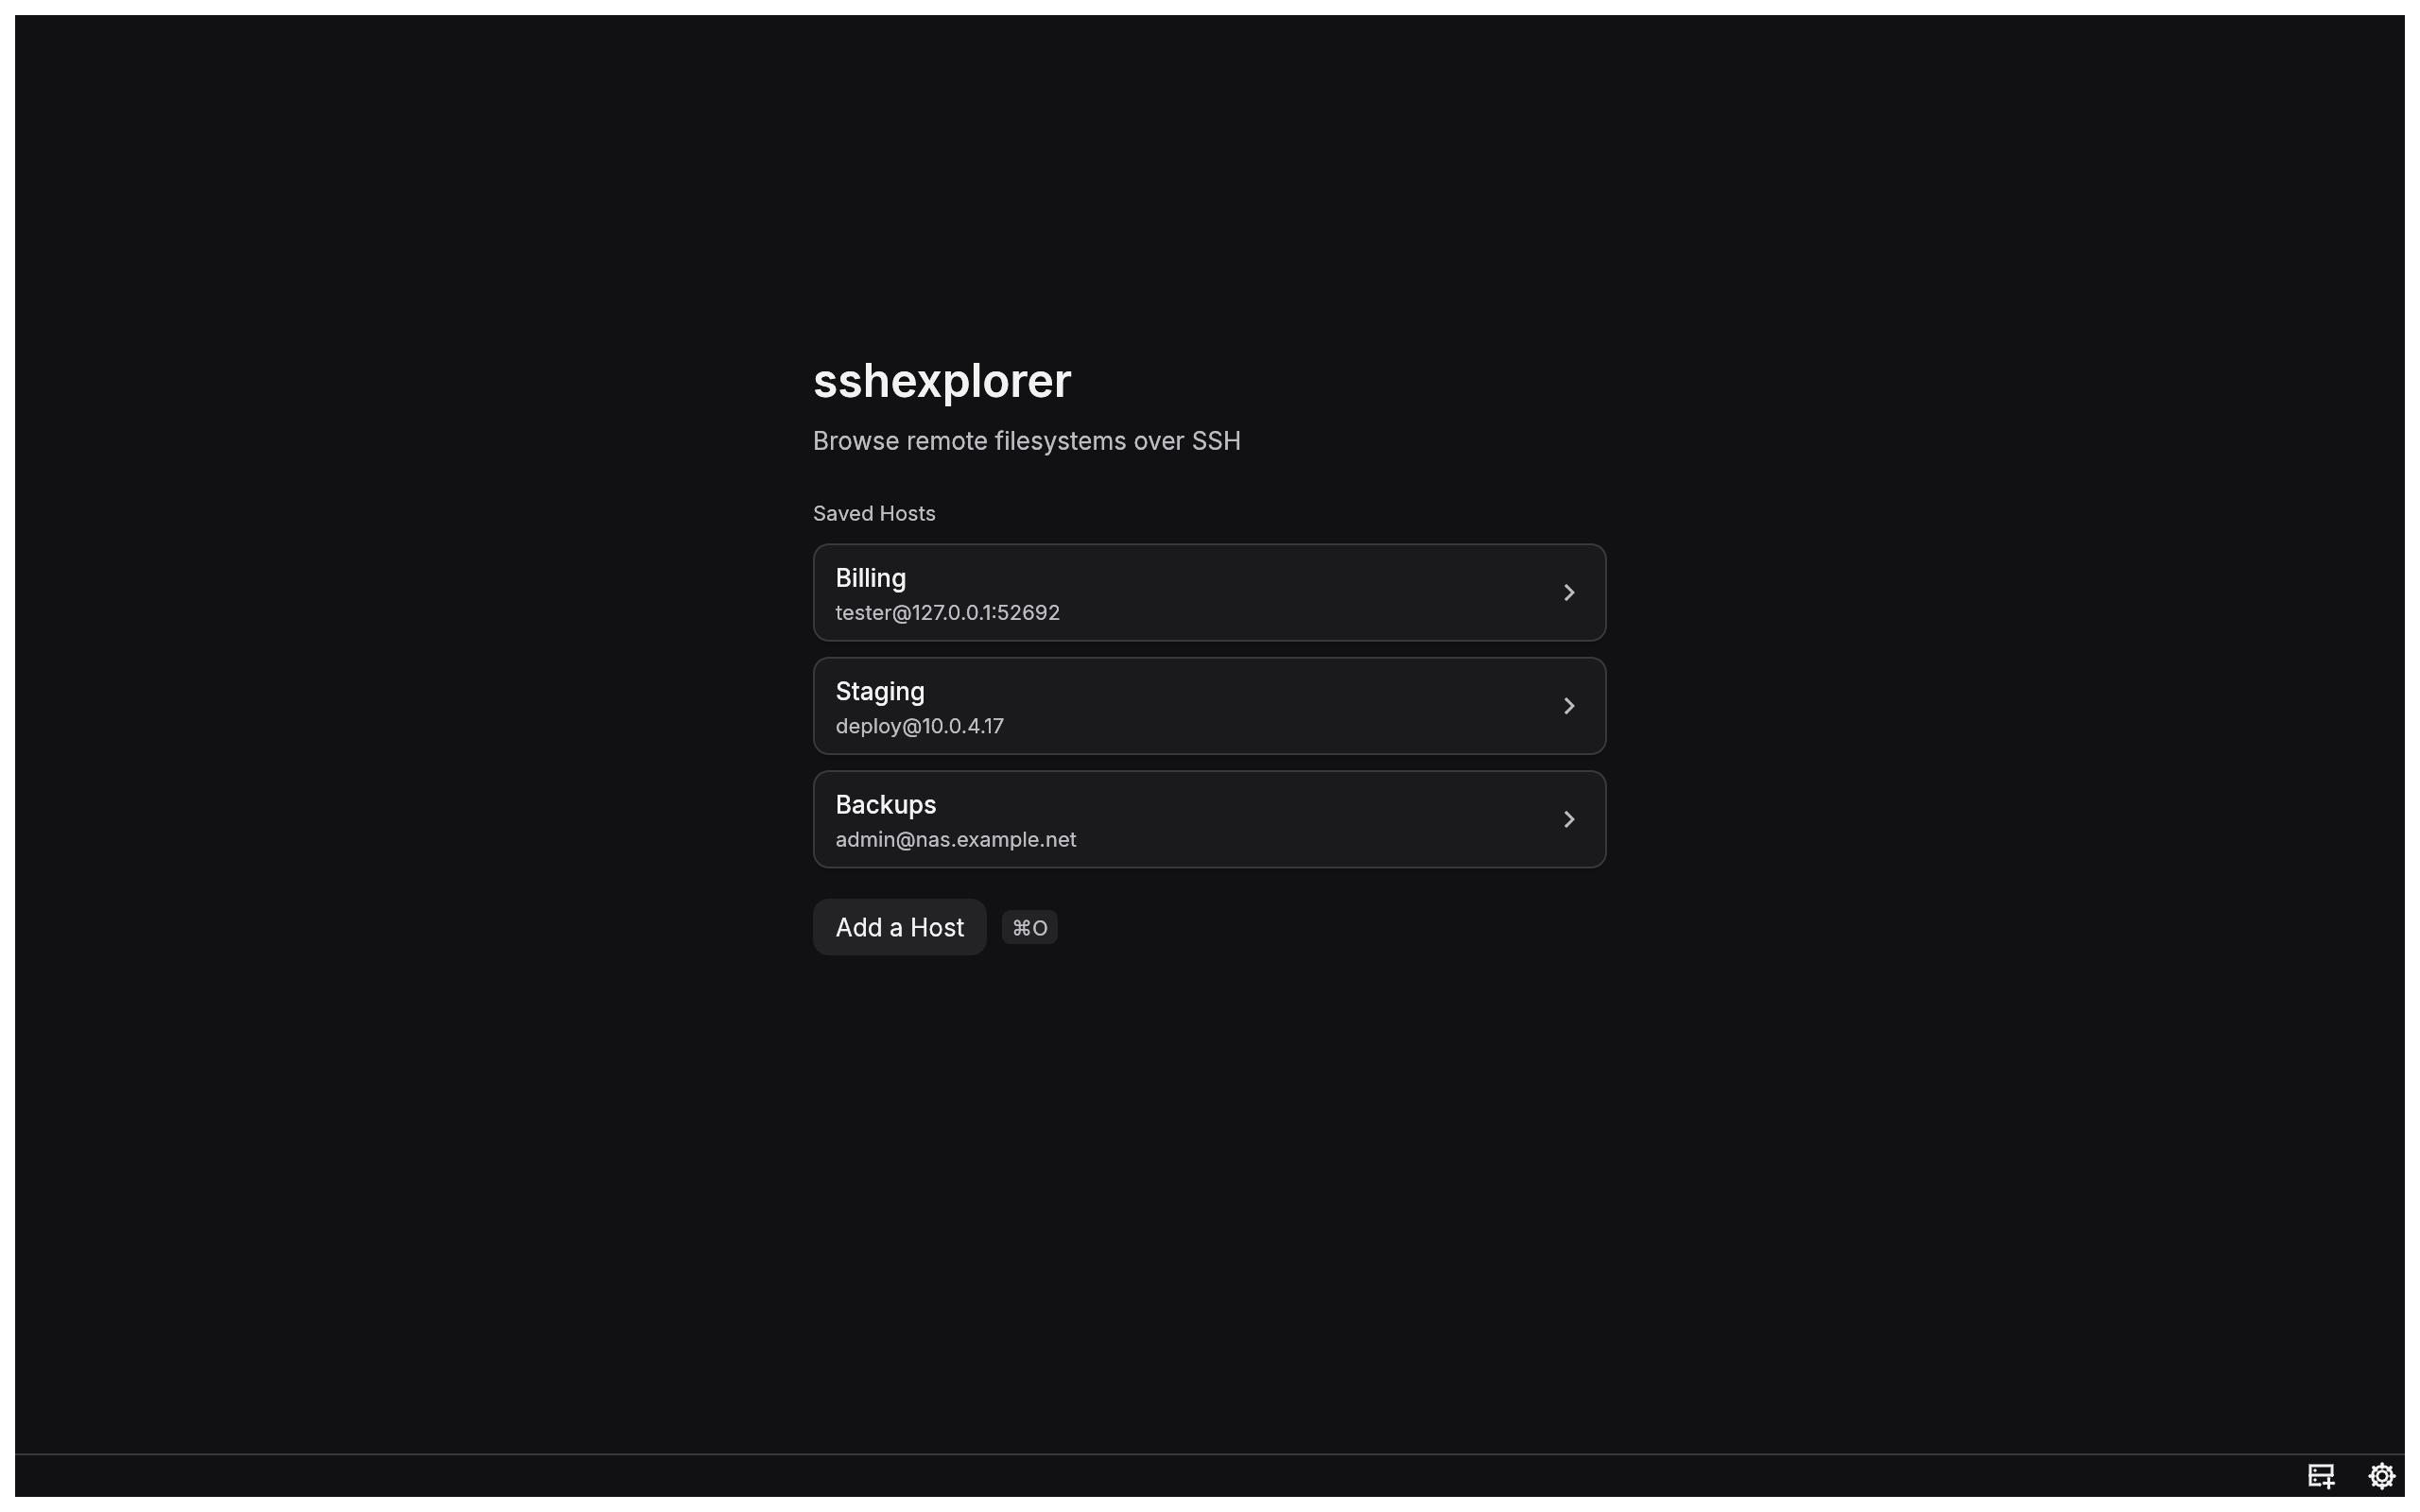 sshexplorer
Browse remote filesystems over SSH
Saved Hosts
Billing
tester@127.0.0.1:52692
Staging
deploy@10.0.4.17
Backups
admin@nas.example.net
Add a Host ⌘O